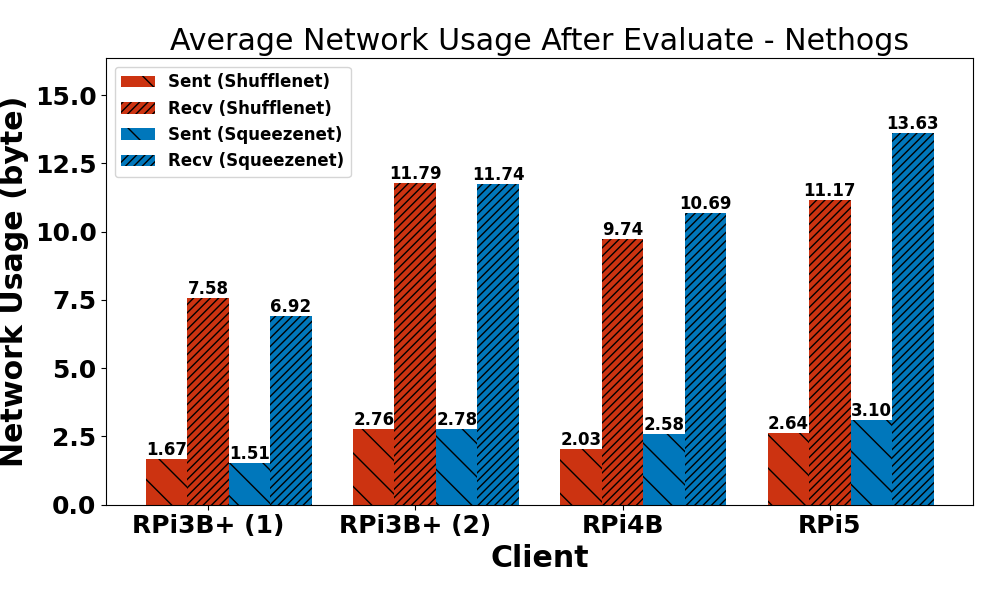 Average Network Usage After Evaluate - Nethogs
Network Usage (byte)
15.0
12.5
10.0
7.5
5.0
2.5
0.0
Sent (Shufflenet)
Recv (Shufflenet)
Sent (Squeezenet)
Recv (Squeezenet)
1.67
7.58
1.51
6.92
2.76
11.79
2.78
11.74
2.03
9.74
2.58
10.69
2.64
11.17
3.10
13.63
RPi3B+ (1)
RPi3B+ (2)
RPi4B
RPi5
Client